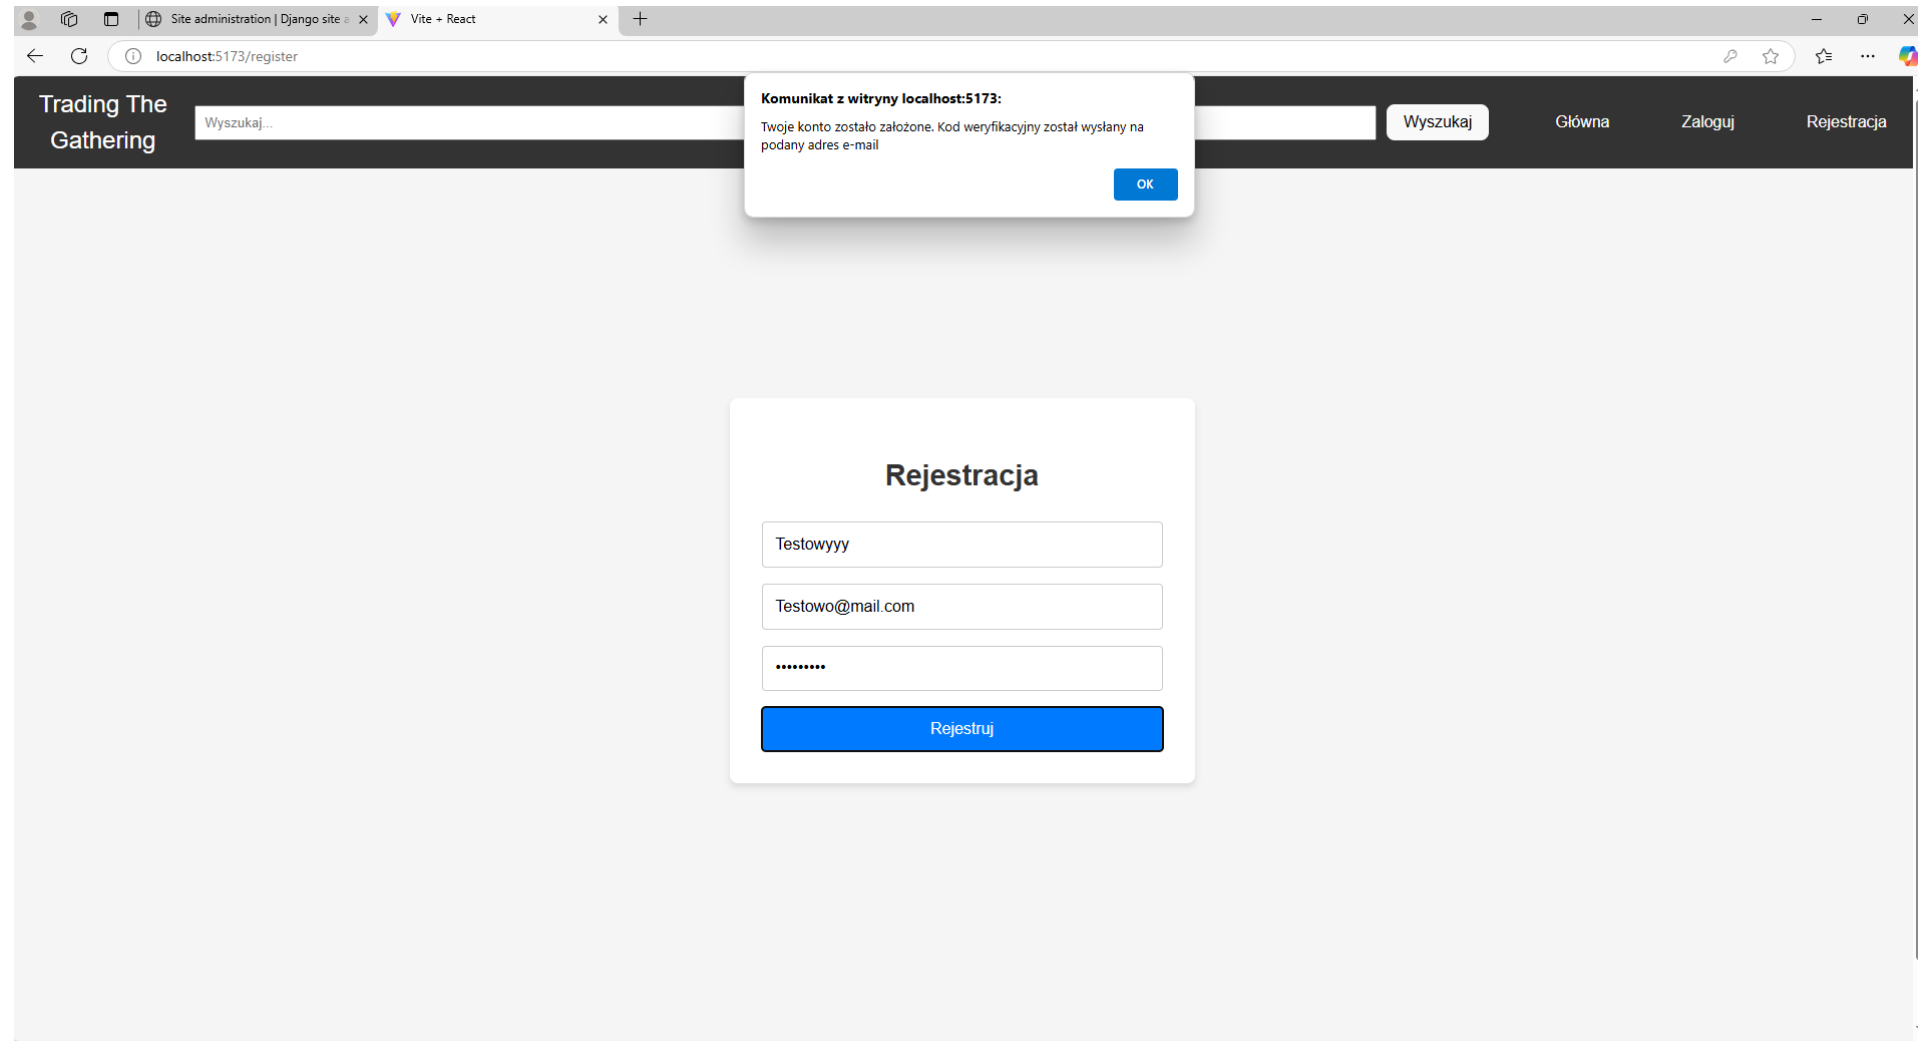 Site administration | Django site a
Vite + React
localhost:5173/register
Trading The
Gathering
Wyszukaj...
Wyszukaj
Główna
Zaloguj
Rejestracja
Komunikat z witryny localhost:5173:
Twoje konto zostało założone. Kod weryfikacyjny został wysłany na
podany adres e-mail
OK
Rejestracja
Testowyyy
Testowo@mail.com
•••••••••
Rejestruj